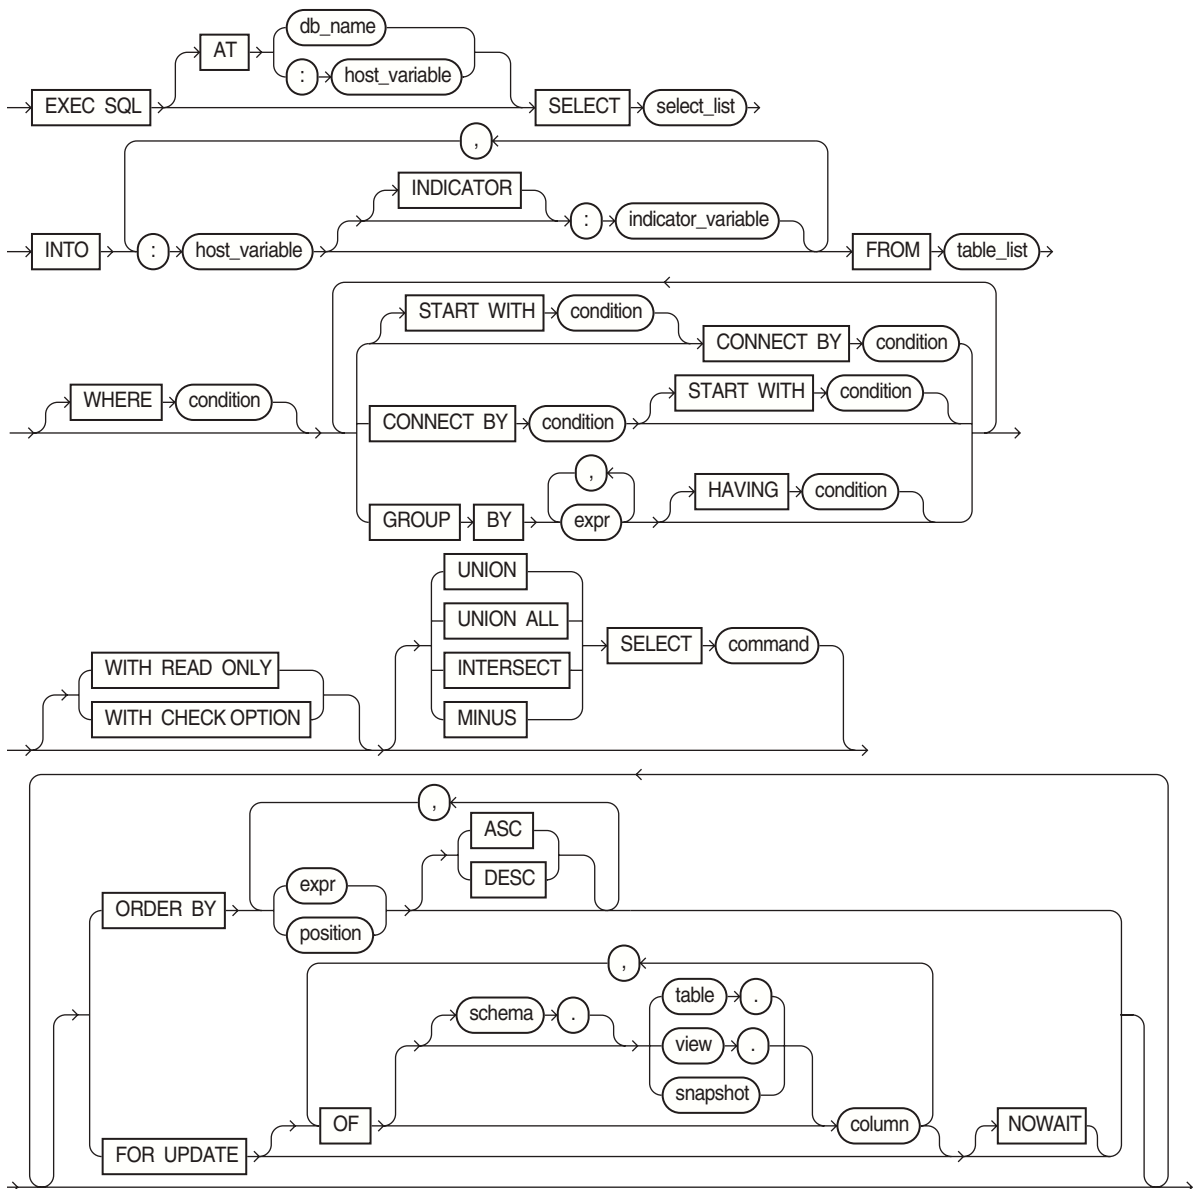 db_name
AT
: host_variable
EXEC SQL SELECT select_list
,
INDICATOR
: indicator_variable
INTO : host_variable FROM table_list
START WITH condition
CONNECT BY condition
WHERE condition START WITH condition
CONNECT BY condition
,
HAVING condition
GROUP BY expr
UNION
UNION ALL
SELECT command
WITH READ ONLY INTERSECT
WITH CHECK OPTION MINUS
,
ASC
DESC
expr
ORDER BY
position
,
table .
schema .
view .
snapshot
OF column NOWAIT
FOR UPDATE